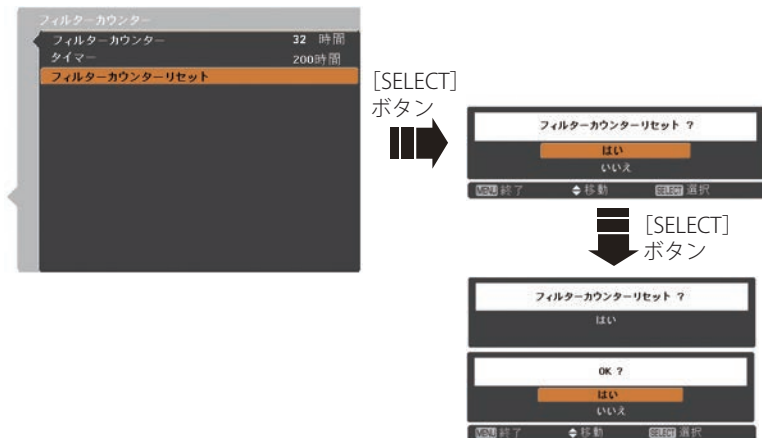 フィルターカウンター
フィルターカウンター 32 時間
タイマー 200時間
フィルターカウンターリセット
［SELECT］
ボタン
フィルターカウンターリセット ?
はい
いいえ
MENU 終了 移動 SELECT 選択
［SELECT］
ボタン
フィルターカウンターリセット ?
はい
OK ?
はい
いいえ
MENU 終了 移動 SELECT 選択